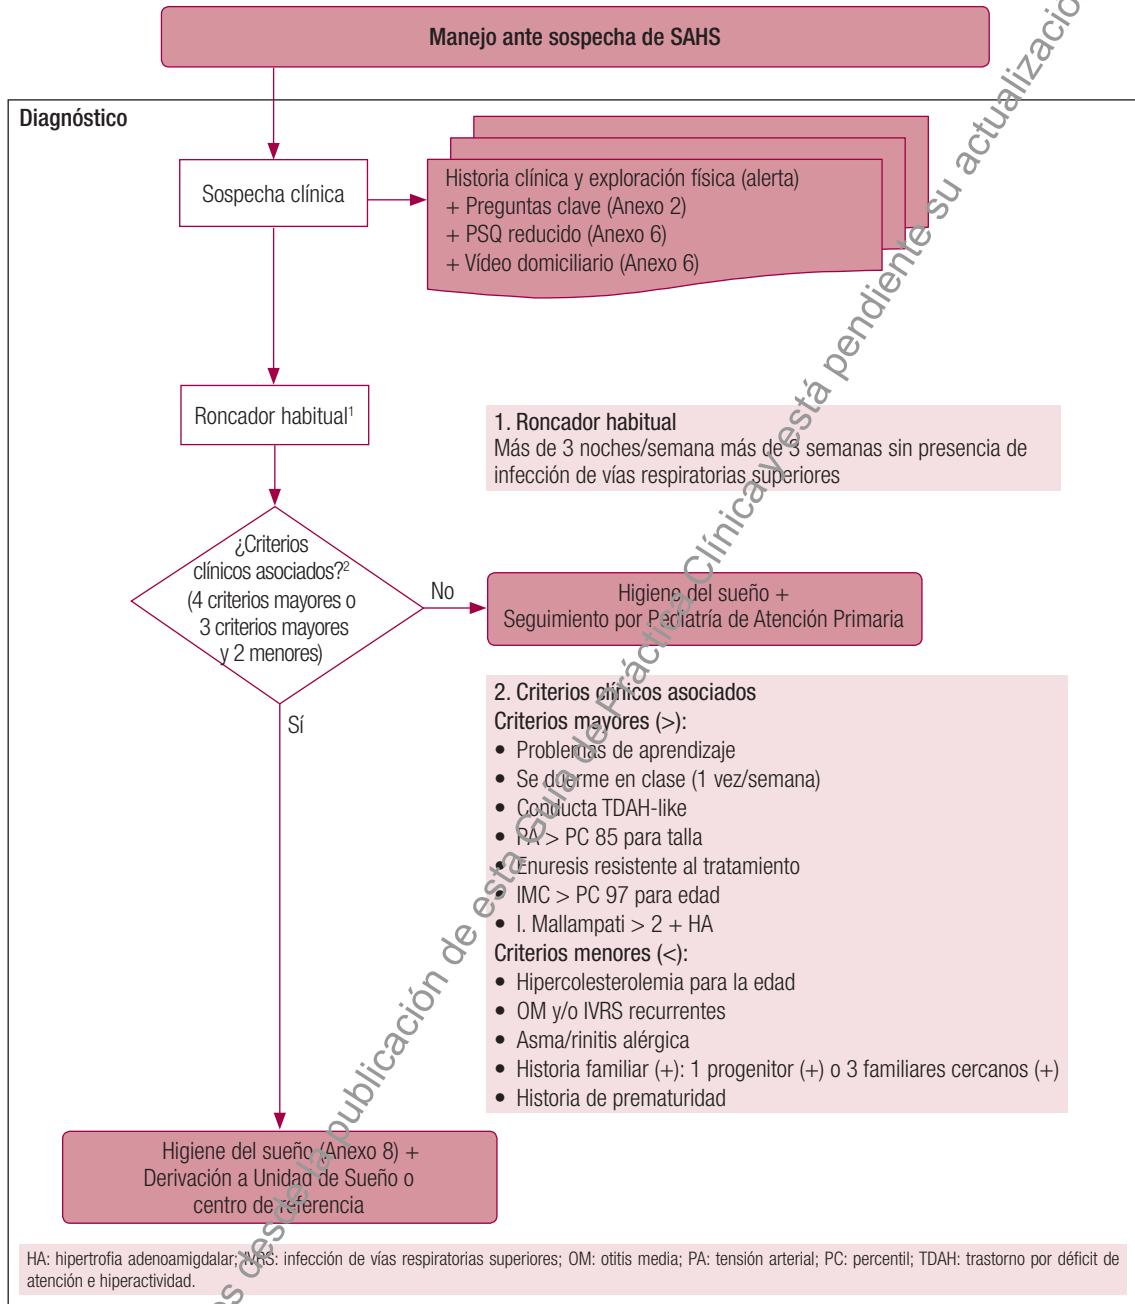 Manejo ante sospecha de SAHS
Diagnóstico
Sospecha clínica
Historia clínica y exploración física (alerta)
+ Preguntas clave (Anexo 2)
+ PSQ reducido (Anexo 6)
+ Vídeo domiciliario (Anexo 6)
Roncador habitual¹
1. Roncador habitual
Más de 3 noches/semana más de 3 semanas sin presencia de
infección de vías respiratorias superiores
¿Criterios
clínicos asociados?²
(4 criterios mayores o
3 criterios mayores
y 2 menores)
No
Higiene del sueño +
Seguimiento por Pediatría de Atención Primaria
Sí
2. Criterios clínicos asociados
Criterios mayores (>):
• Problemas de aprendizaje
• Se duerme en clase (1 vez/semana)
• Conducta TDAH-like
• PA > PC 85 para talla
• Enuresis resistente al tratamiento
• IMC > PC 97 para edad
• I. Mallampati > 2 + HA
Criterios menores (<):
• Hipercolesterolemia para la edad
• OM y/o IVRS recurrentes
• Asma/rinitis alérgica
• Historia familiar (+): 1 progenitor (+) o 3 familiares cercanos (+)
• Historia de prematuridad
Higiene del sueño (Anexo 8) +
Derivación a Unidad de Sueño o
centro de referencia
HA: hipertrofia adenoamigdalar; IVRS: infección de vías respiratorias superiores; OM: otitis media; PA: tensión arterial; PC: percentil; TDAH: trastorno por déficit de
atención e hiperactividad.
desde la publicación de esta Guía de Práctica Clínica y está pendiente su